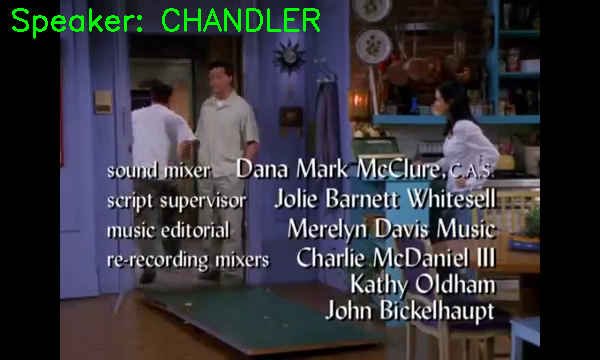 Speaker: CHANDLER
sound mixer Dana Mark McClure, C.A.S.
script supervisor Jolie Barnett Whitesell
music editorial Merelyn Davis Music
re-recording mixers Charlie McDaniel III
Kathy Oldham
John Bickelhaupt